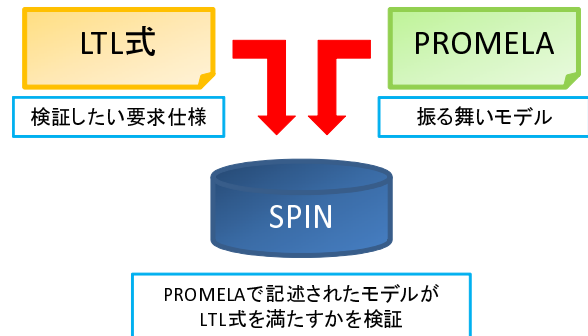 LTL式
PROMELA
検証したい要求仕様
振る舞いモデル
SPIN
PROMELAで記述されたモデルが
LTL式を満たすかを検証